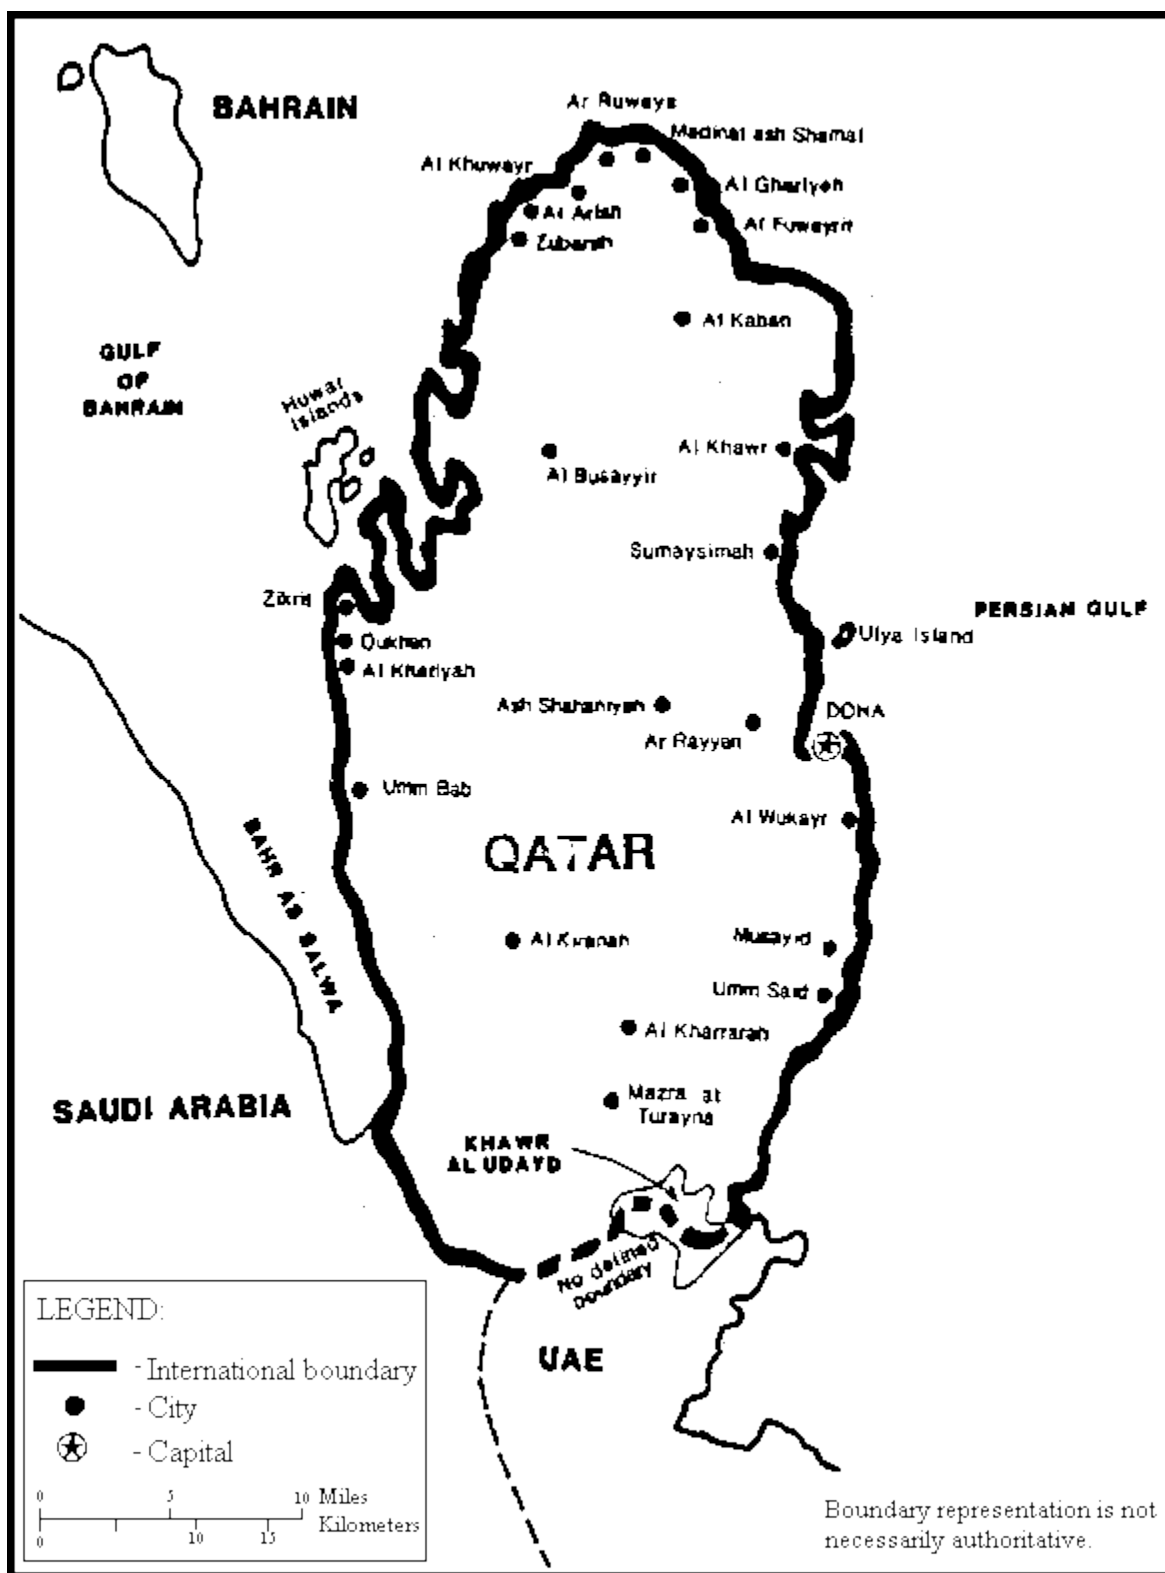 BAHRAIN
Ar Ruways
Madinat ash Shamal
Al Khuwayr
Al Ghariyah
Al Arish
Al Fuwayrit
Zubarah
Al Kaban
GULF
OF
BAHRAIN
Huwar
Islands
Al Khawr
Al Busayyir
Sumaysimah
Zikrit
PERSIAN GULF
Ulya Island
Dukhan
Al Khariyah
Ash Shahaniyah
DOHA
Ar Rayyan
Umm Bab
Al Wukayr
QATAR
BAHR AS SALWA
Al Kiranah
Musayid
Umm Said
Al Kharrarah
SAUDI ARABIA
Mazra at
Turayna
KHAWR
AL UDAYD
No defined
boundary
UAE
LEGEND:
- International boundary
- City
- Capital
0 5 10 Miles
Kilometers
0 10 15
Boundary representation is not
necessarily authoritative.